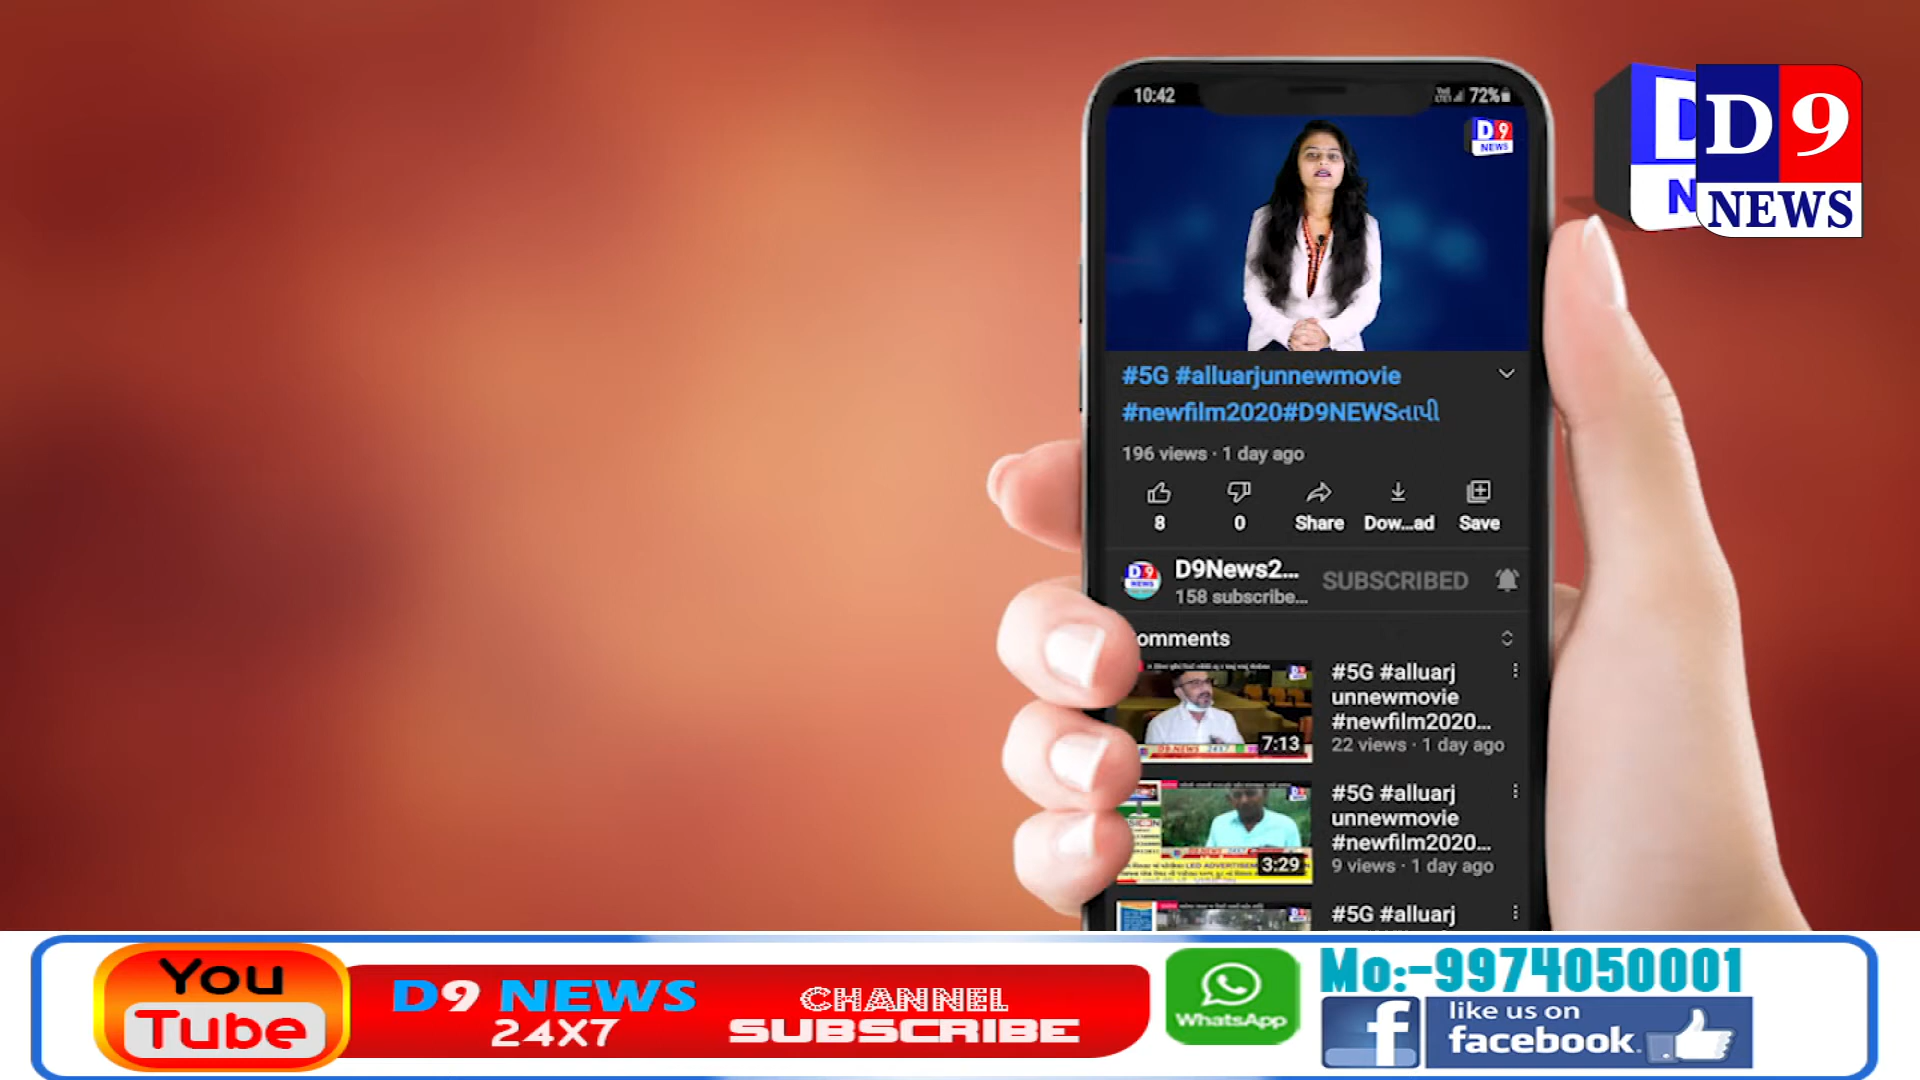 10:42
72%
D9
NEWS
D9
NEWS
#5G #alluarjunnewmovie
#newfilm2020#D9NEWSતાપી
196 views · 1 day ago
8
0
Share
Dow...ad
Save
D9News2...
SUBSCRIBED
158 subscribe...
omments
#5G #alluarj
unnewmovie
#newfilm2020...
22 views · 1 day ago
7:13
#5G #alluarj
unnewmovie
#newfilm2020...
9 views · 1 day ago
3:29
#5G #alluarj
You
Tube
D9 NEWS
24X7
CHANNEL
SUBSCRIBE
WhatsApp
Mo:-9974050001
like us on
facebook.